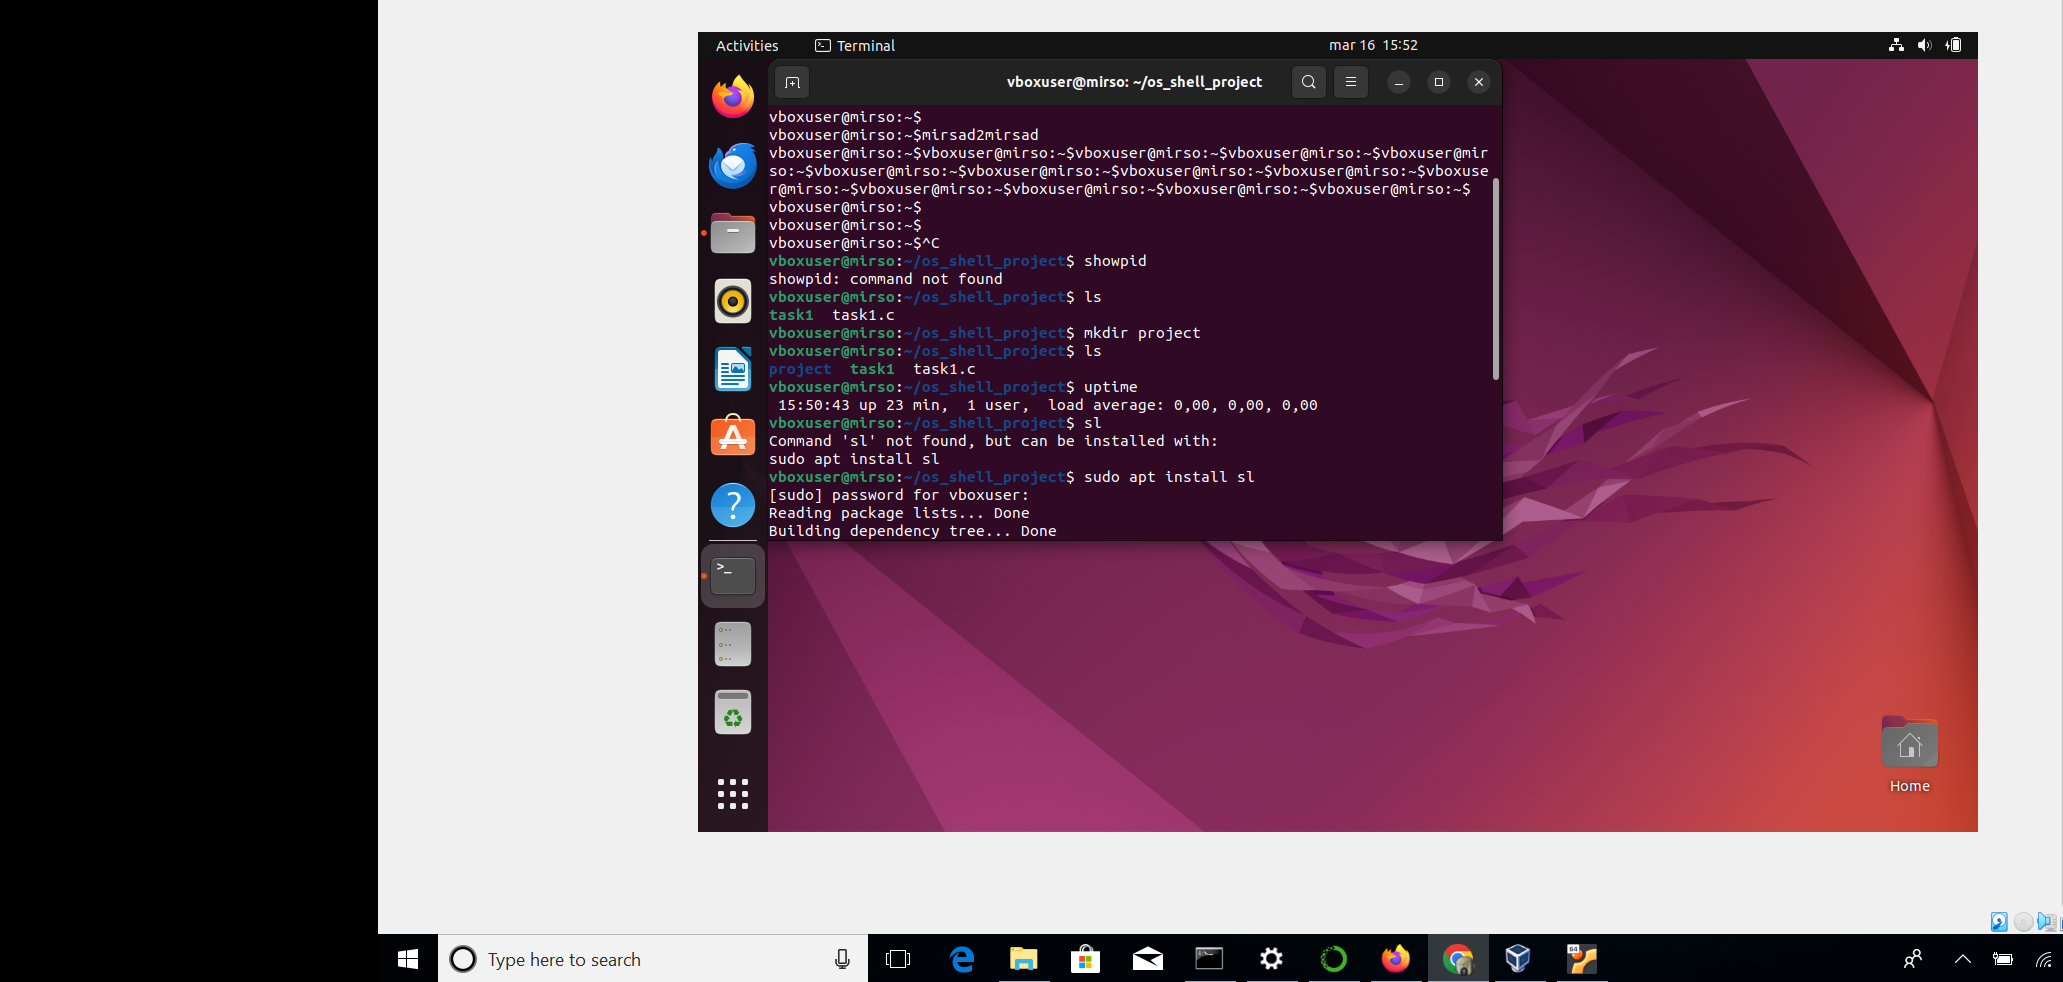 Activities Terminal mar 16 15:52
vboxuser@mirso: ~/os_shell_project
vboxuser@mirso:~$
vboxuser@mirso:~$mirsad2mirsad
vboxuser@mirso:~$vboxuser@mirso:~$vboxuser@mirso:~$vboxuser@mirso:~$vboxuser@mir
so:~$vboxuser@mirso:~$vboxuser@mirso:~$vboxuser@mirso:~$vboxuser@mirso:~$vboxuse
r@mirso:~$vboxuser@mirso:~$vboxuser@mirso:~$vboxuser@mirso:~$vboxuser@mirso:~$
vboxuser@mirso:~$
vboxuser@mirso:~$
vboxuser@mirso:~$^C
vboxuser@mirso:~/os_shell_project$ showpid
showpid: command not found
vboxuser@mirso:~/os_shell_project$ ls
task1  task1.c
vboxuser@mirso:~/os_shell_project$ mkdir project
vboxuser@mirso:~/os_shell_project$ ls
project  task1  task1.c
vboxuser@mirso:~/os_shell_project$ uptime
 15:50:43 up 23 min,  1 user,  load average: 0,00, 0,00, 0,00
vboxuser@mirso:~/os_shell_project$ sl
Command 'sl' not found, but can be installed with:
sudo apt install sl
vboxuser@mirso:~/os_shell_project$ sudo apt install sl
[sudo] password for vboxuser:
Reading package lists... Done
Building dependency tree... Done
>_
Home
Type here to search
64